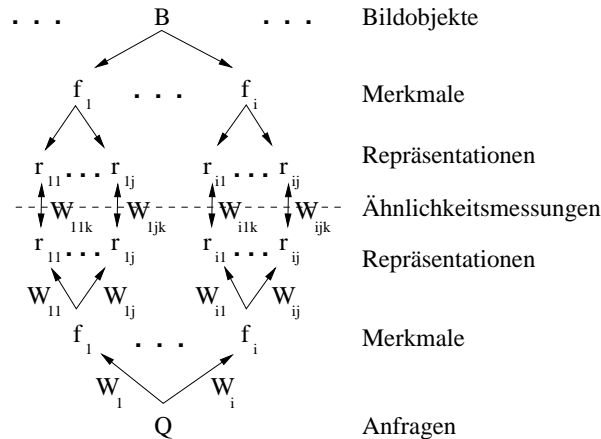 . . . B . . . Bildobjekte
f1 . . . fi Merkmale
r11 . . . r1j ri1 . . . rij Repräsentationen
W11k W1jk Wi1k Wijk Ähnlichkeitsmessungen
r11 . . . r1j ri1 . . . rij Repräsentationen
W11 W1j Wi1 Wij
f1 . . . fi Merkmale
W1 Wi
Q Anfragen